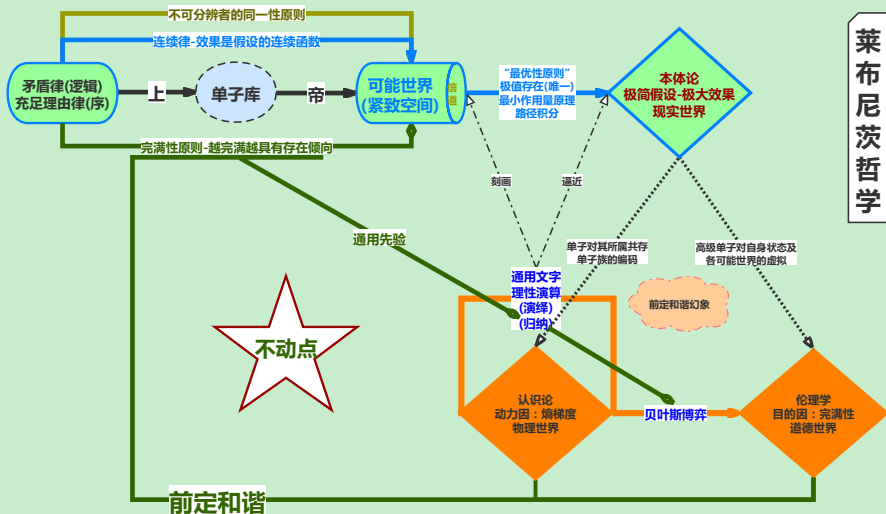 莱布尼茨哲学
不可分辨者的同一性原则
连续律-效果是假设的连续函数
矛盾律(逻辑)
充足理由律(序)
上
单子库
帝
可能世界
(紧致空间)
信道
“最优性原则”
极值存在(唯一)
最小作用量原理
路径积分
本体论
极简假设-极大效果
现实世界
完满性原则-越完满越具有存在倾向
刻画
逼近
通用先验
单子对其所属共存
单子族的编码
高级单子对自身状态及
各可能世界的虚拟
通用文字
理性演算
(演绎)
(归纳)
前定和谐幻象
不动点
认识论
动力因：熵梯度
物理世界
贝叶斯博弈
伦理学
目的因：完满性
道德世界
前定和谐